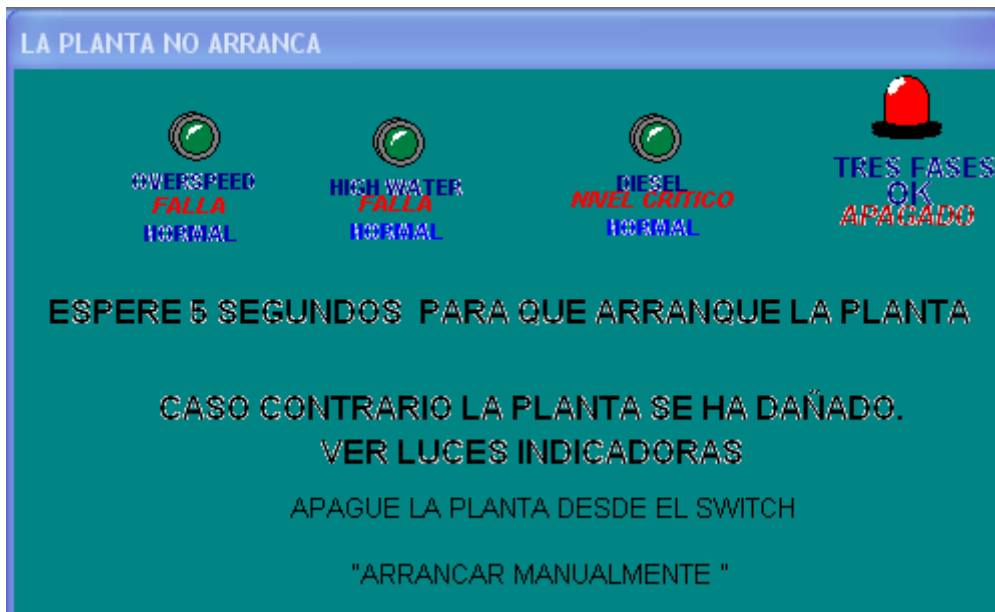 LA PLANTA NO ARRANCA
OVERSPEED
FALLA
NORMAL
HIGH WATER
FALLA
NORMAL
DIESEL
NIVEL CRITICO
NORMAL
TRES FASES
OK
APAGADO
ESPERE 5 SEGUNDOS PARA QUE ARRANQUE LA PLANTA
CASO CONTRARIO LA PLANTA SE HA DAÑADO.
VER LUCES INDICADORAS
APAGUE LA PLANTA DESDE EL SWITCH
"ARRANCAR MANUALMENTE "